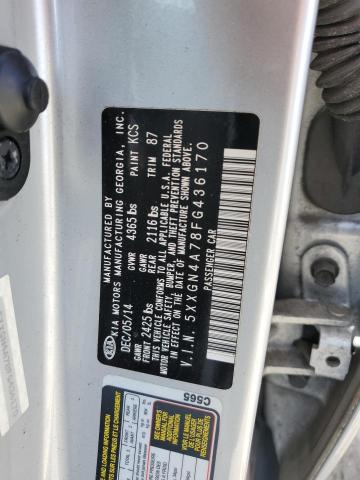 MANUFACTURED BY
KIA KIA MOTORS MANUFACTURING GEORGIA, INC.
DEC/05/14 GVWR 4365 lbs PAINT KCS
GAWR FRONT 2425 lbs GAWR REAR 2116 lbs TRIM 87
THIS VEHICLE CONFORMS TO ALL APPLICABLE U.S.A. FEDERAL
MOTOR VEHICLE SAFETY, BUMPER, AND THEFT PREVENTION STANDARDS
IN EFFECT ON THE DATE OF MANUFACTURE SHOWN ABOVE.
V.I.N. 5XXGN4A78FG436170
PASSENGER CAR
C565